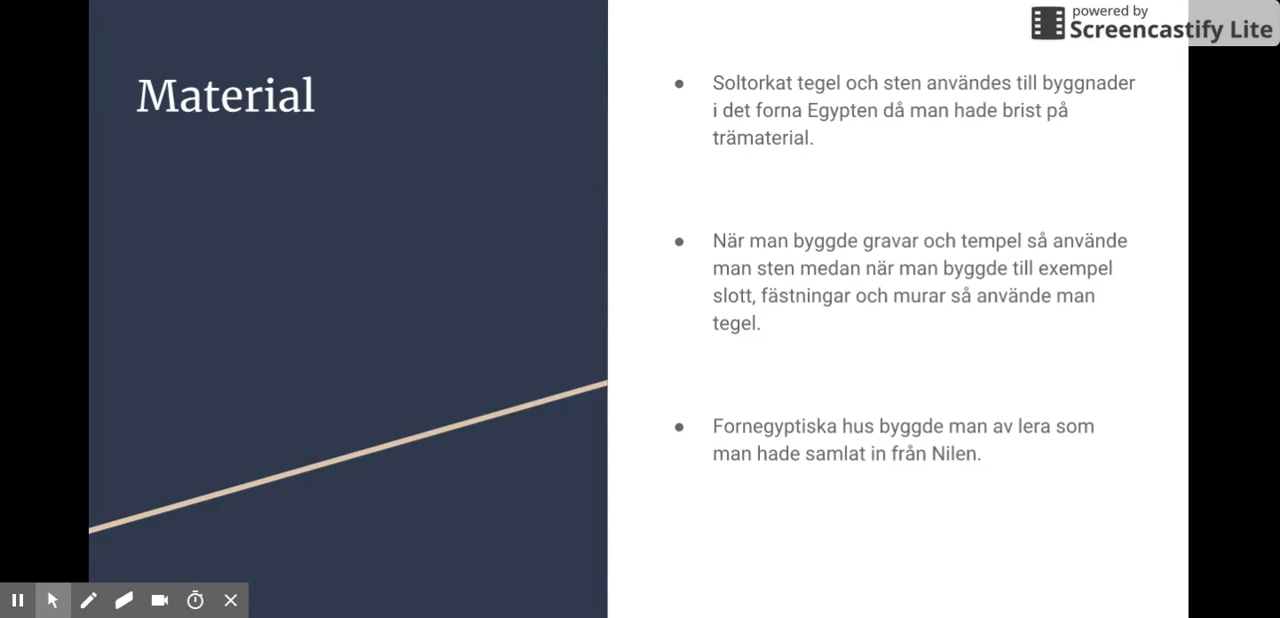 powered by
Screencastify Lite
Material
● Soltorkat tegel och sten användes till byggnader
i det forna Egypten då man hade brist på
trämaterial.
● När man byggde gravar och tempel så använde
man sten medan när man byggde till exempel
slott, fästningar och murar så använde man
tegel.
● Fornegyptiska hus byggde man av lera som
man hade samlat in från Nilen.